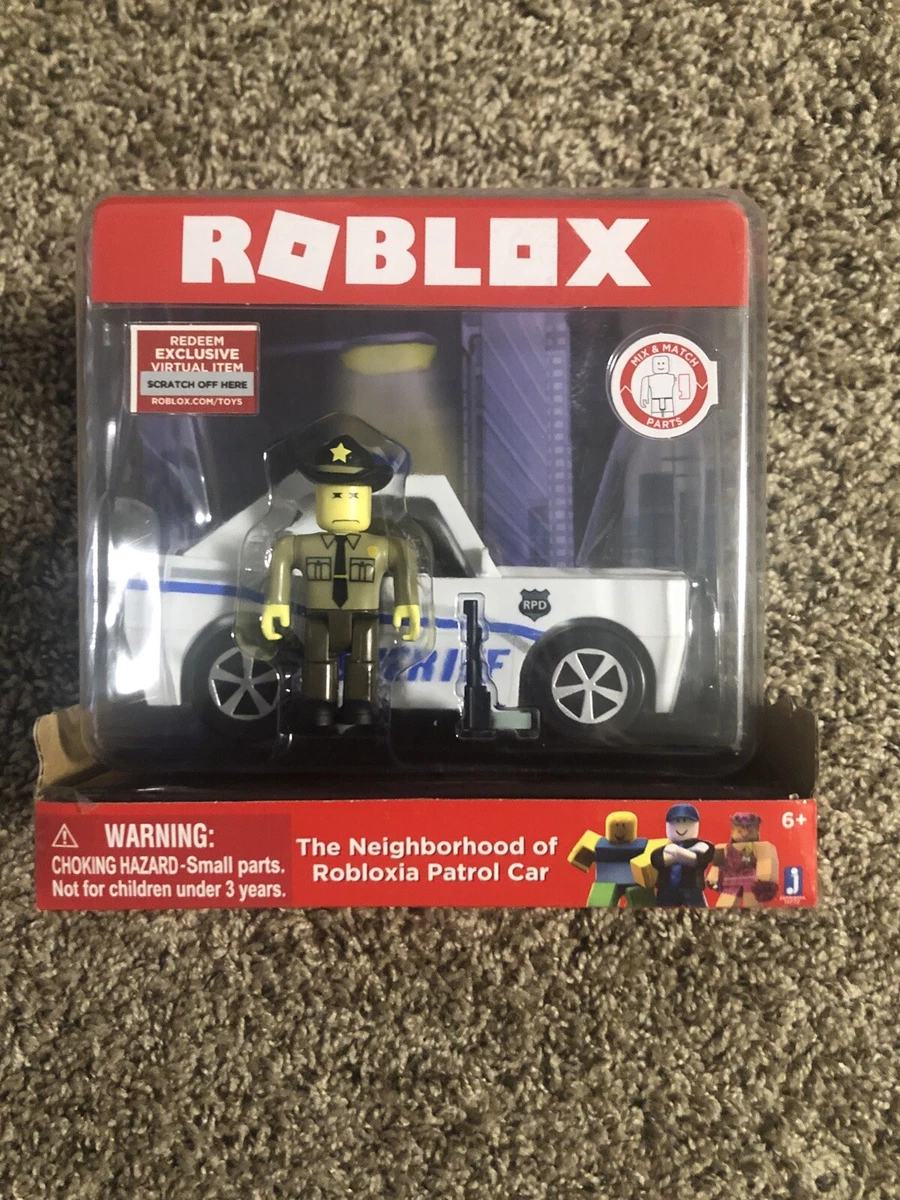 ROBLOX
REDEEM
EXCLUSIVE
VIRTUAL ITEM
SCRATCH OFF HERE
ROBLOX.COM/TOYS
MIX & MATCH
PARTS
RPD
WARNING:
CHOKING HAZARD-Small parts.
Not for children under 3 years.
The Neighborhood of
Robloxia Patrol Car
6+